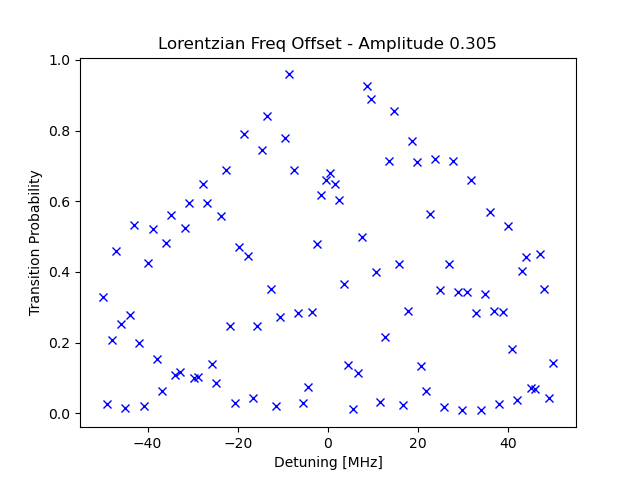 Lorentzian Freq Offset - Amplitude 0.305
Transition Probability
1.0
0.8
0.6
0.4
0.2
0.0
−40 −20 0 20 40
Detuning [MHz]